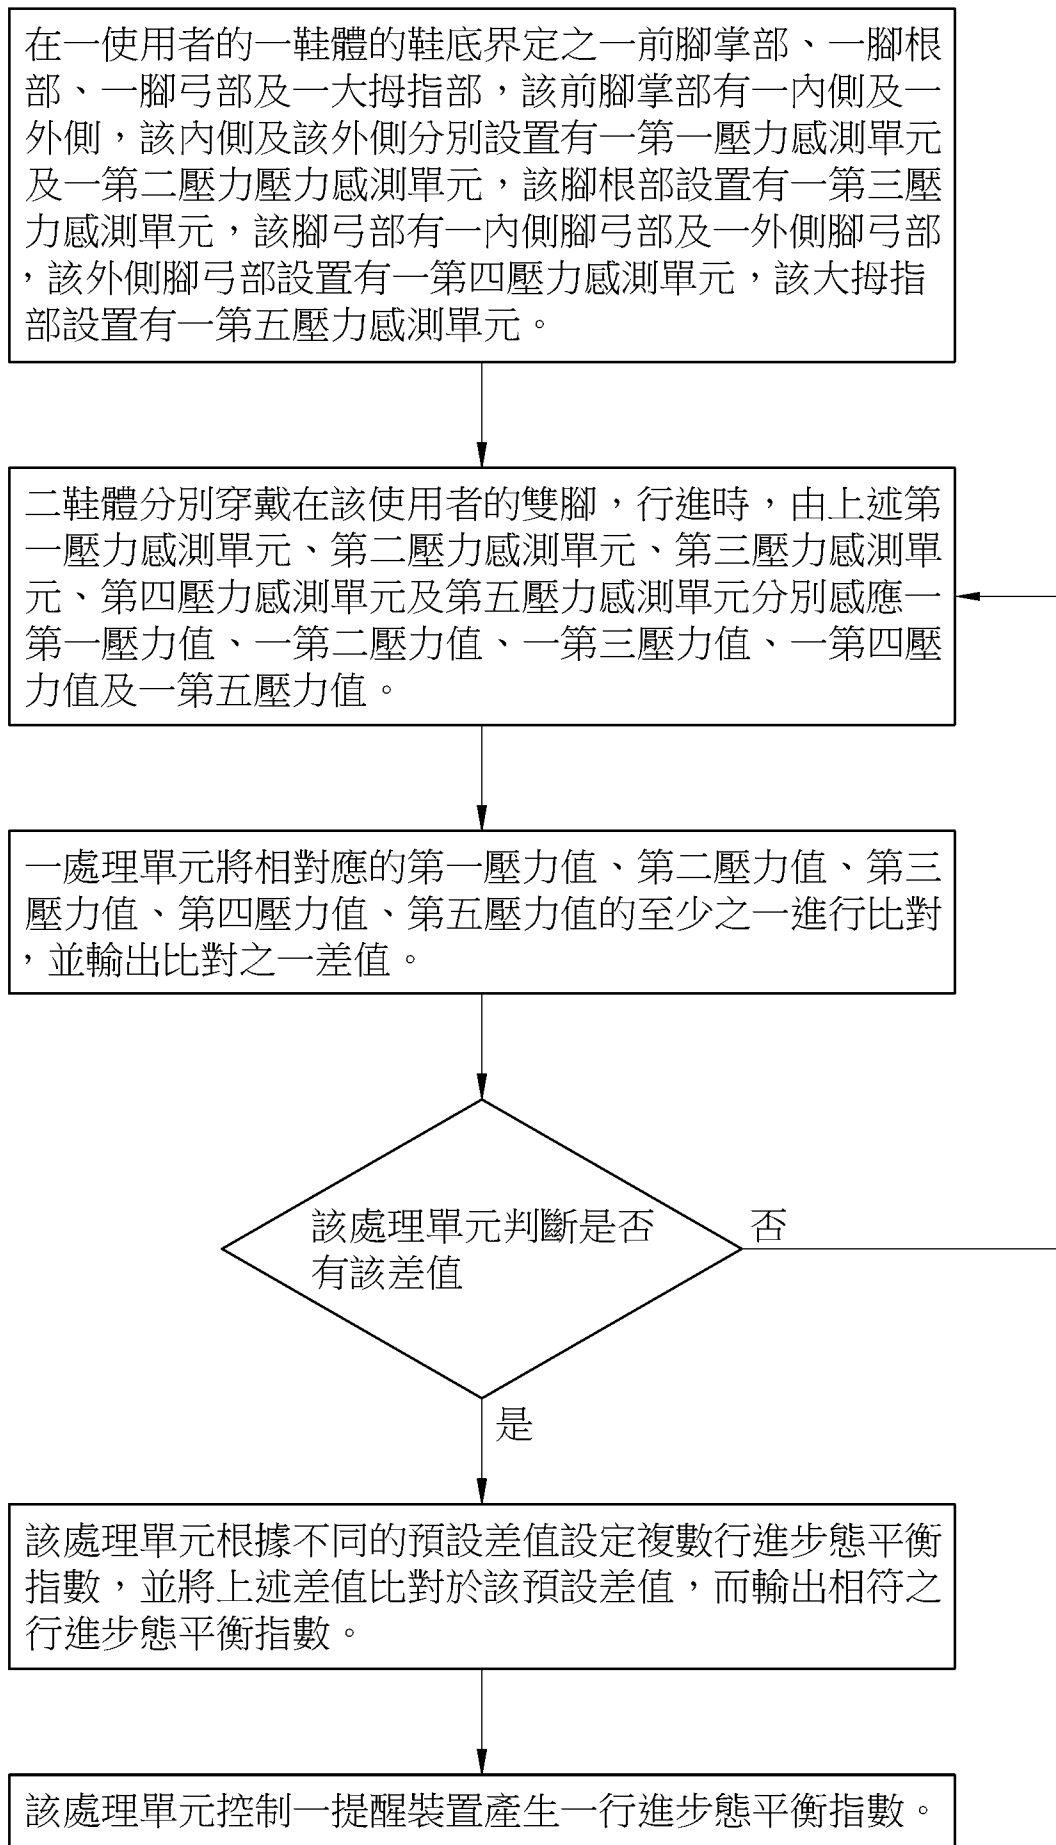 在一使用者的一鞋體的鞋底界定之一前腳掌部、一腳根
部、一腳弓部及一大拇指部，該前腳掌部有一內側及一
外側，該內側及該外側分別設置有一第一壓力感測單元
及一第二壓力壓力感測單元，該腳根部設置有一第三壓
力感測單元，該腳弓部有一內側腳弓部及一外側腳弓部
，該外側腳弓部設置有一第四壓力感測單元，該大拇指
部設置有一第五壓力感測單元。
二鞋體分別穿戴在該使用者的雙腳，行進時，由上述第
一壓力感測單元、第二壓力感測單元、第三壓力感測單
元、第四壓力感測單元及第五壓力感測單元分別感應一
第一壓力值、一第二壓力值、一第三壓力值、一第四壓
力值及一第五壓力值。
一處理單元將相對應的第一壓力值、第二壓力值、第三
壓力值、第四壓力值、第五壓力值的至少之一進行比對
，並輸出比對之一差值。
該處理單元判斷是否
有該差值
否
是
該處理單元根據不同的預設差值設定複數行進步態平衡
指數，並將上述差值比對於該預設差值，而輸出相符之
行進步態平衡指數。
該處理單元控制一提醒裝置產生一行進步態平衡指數。